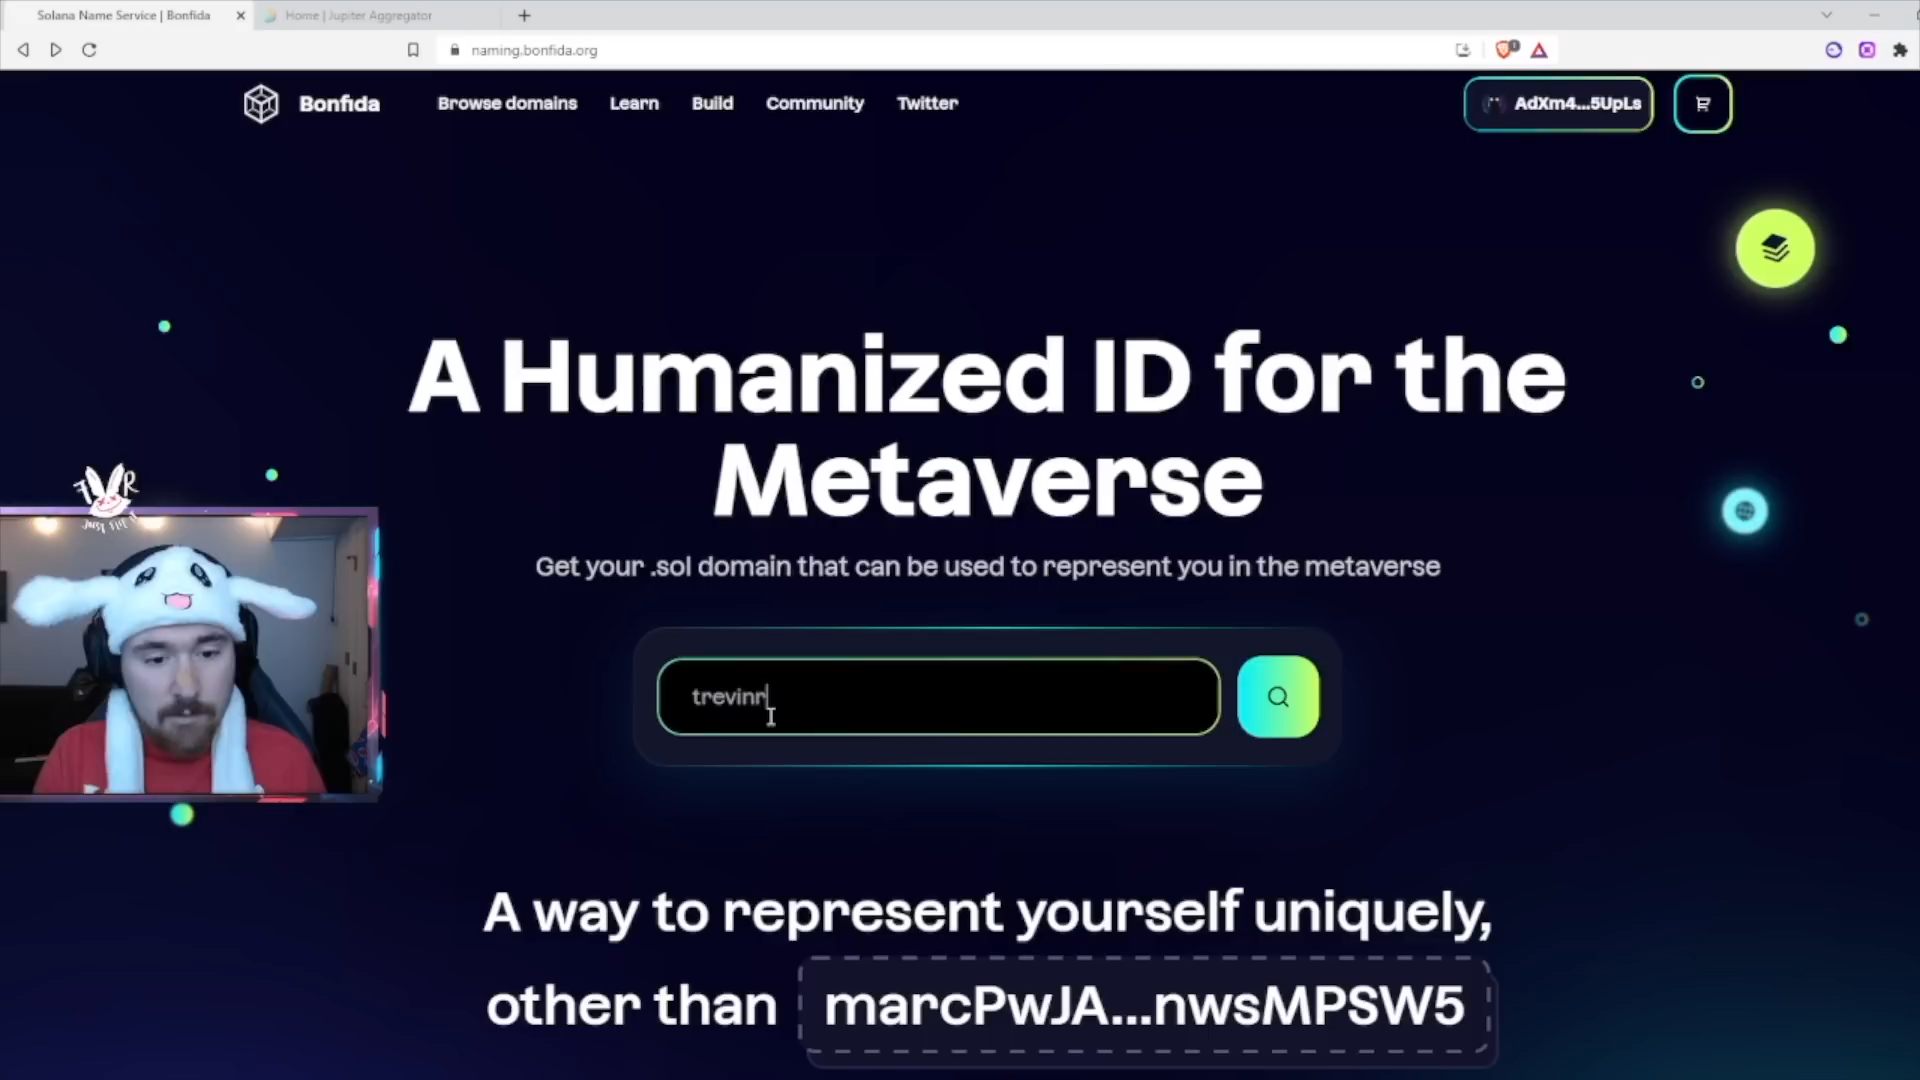 Solana Name Service | Bonfida
Home | Jupiter Aggregator
naming.bonfida.org
1
Bonfida
Browse domains
Learn
Build
Community
Twitter
AdXm4...5UpLs
A Humanized ID for the
Metaverse
Get your .sol domain that can be used to represent you in the metaverse
trevinr
A way to represent yourself uniquely,
other than marcPwJA...nwsMPSW5